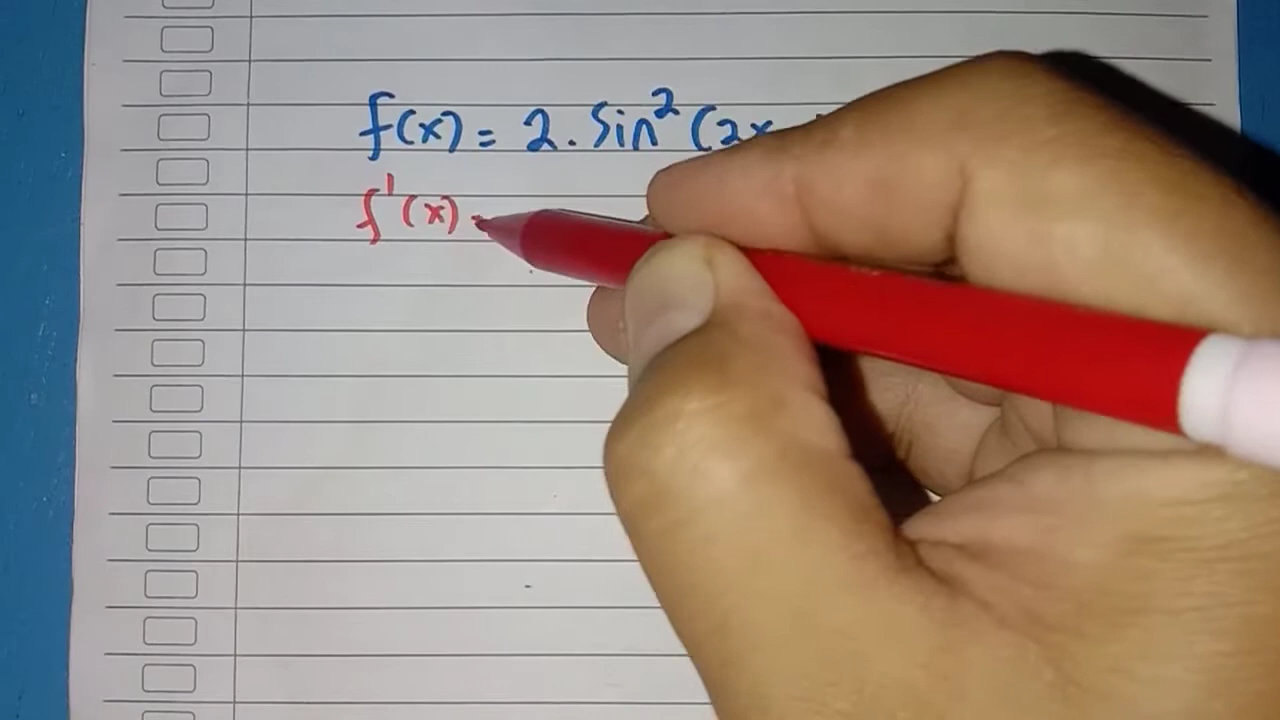 f(x) = 2. Sin² (2x
f'(x) =